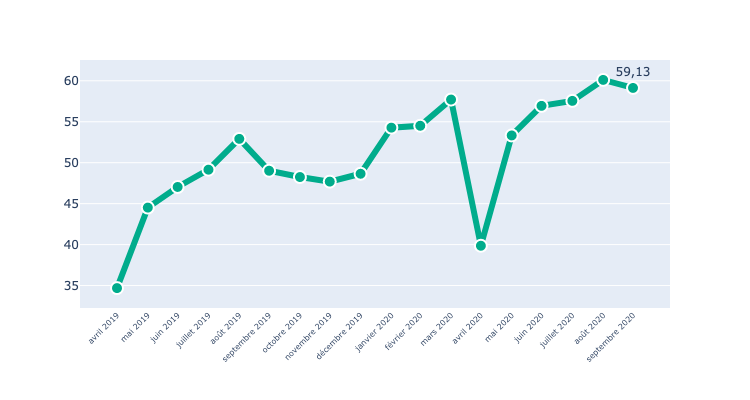 59,13
60
55
50
45
40
35
avril 2019
mai 2019
juin 2019
juillet 2019
août 2019
septembre 2019
octobre 2019
novembre 2019
décembre 2019
janvier 2020
février 2020
mars 2020
avril 2020
mai 2020
juin 2020
juillet 2020
août 2020
septembre 2020